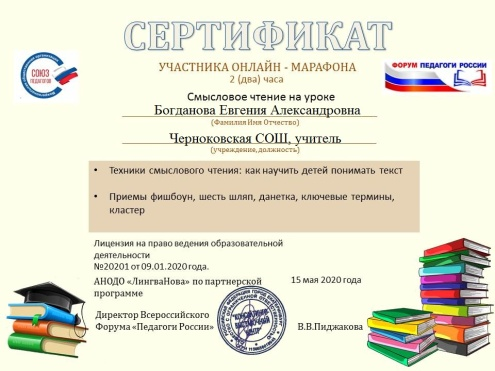 СЕРТИФИКАТ
СОЮЗ
ПЕДАГОГОВ
УЧАСТНИКА ОНЛАЙН - МАРАФОНА
ФОРУМ ПЕДАГОГИ РОССИИ
2 (два) часа
Смысловое чтение на уроке
Богданова Евгения Александровна
(Фамилия Имя Отчество)
Черноковская СОШ, учитель
(учреждение, должность)
• Техники смыслового чтения: как научить детей понимать текст
• Приемы фишбоун, шесть шляп, данетка, ключевые термины,
кластер
Лицензия на право ведения образовательной
деятельности
№20201 от 09.01.2020 года.
АНОДО «ЛингваНова» по партнерской
программе
15 мая 2020 года
Директор Всероссийского
Форума «Педагоги России»
В.В.Пиджакова